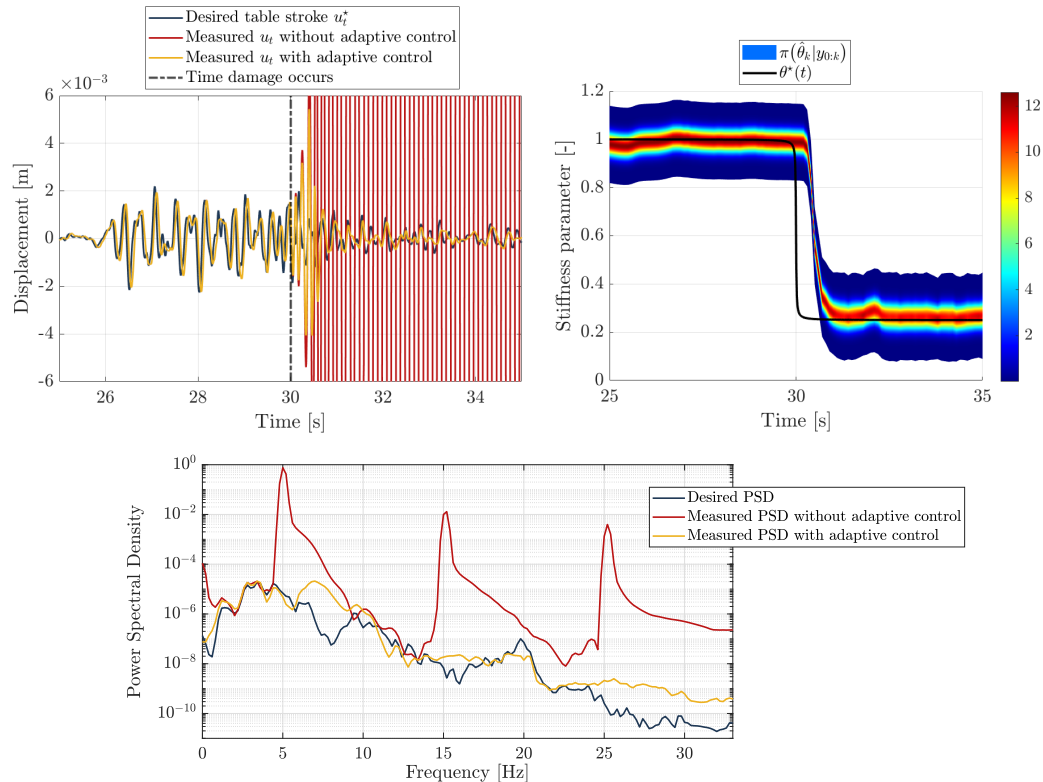 Desired table stroke u_t^⋆
Measured u_t without adaptive control
Measured u_t with adaptive control
Time damage occurs
×10^-3
6
4
2
0
-2
-4
-6
26 28 30 32 34
Displacement [m]
Time [s]
π(θ̂_k|y_{0:k})
θ^⋆(t)
1.2
1
0.8
0.6
0.4
0.2
0
25 30 35
Stiffness parameter [-]
Time [s]
12
10
8
6
4
2
Desired PSD
Measured PSD without adaptive control
Measured PSD with adaptive control
10^0
10^-2
10^-4
10^-6
10^-8
10^-10
0 5 10 15 20 25 30
Power Spectral Density
Frequency [Hz]